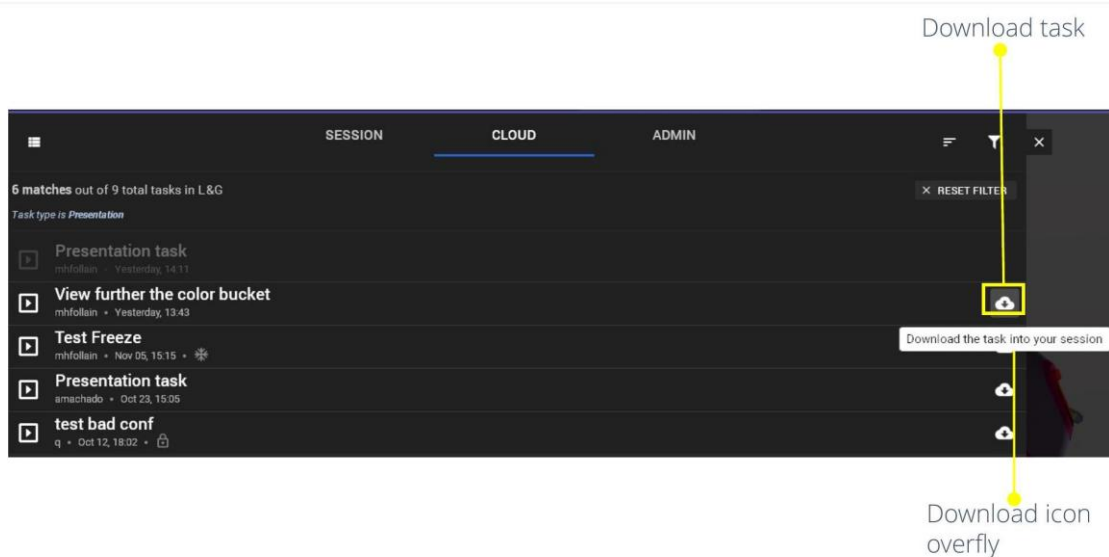 Download task
SESSION CLOUD ADMIN
6 matches out of 9 total tasks in L&G
× RESET FILTER
Task type is Presentation
Presentation task
mhfollain • Yesterday, 14:11
View further the color bucket
mhfollain • Yesterday, 13:43
Test Freeze
mhfollain • Nov 05, 15:15 •
Download the task into your session
Presentation task
amachado • Oct 23, 15:05
test bad conf
q • Oct 12, 18:02 •
Download icon
overfly